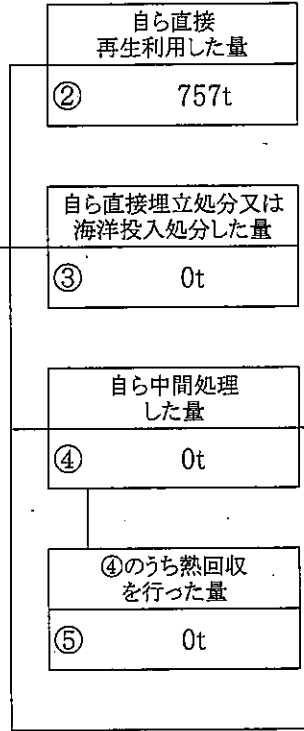 自ら直接
再生利用した量
② 757t
自ら直接埋立処分又は
海洋投入処分した量
③ 0t
自ら中間処理
した量
④ 0t
④のうち熱回収
を行った量
⑤ 0t